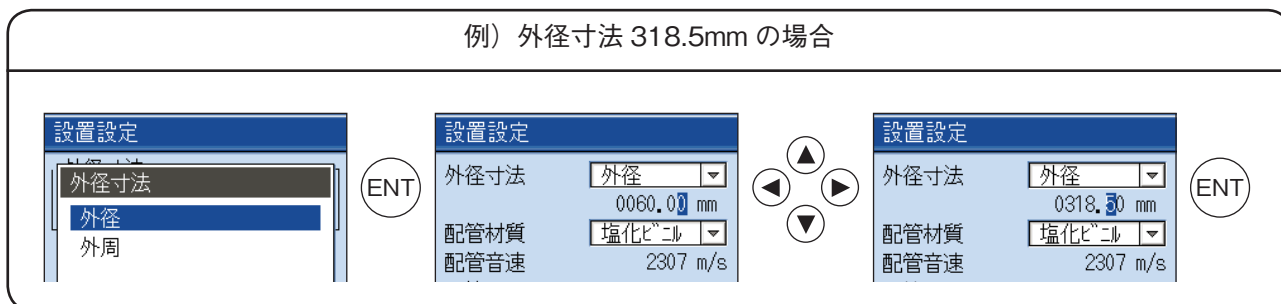 例）外径寸法 318.5mm の場合
設置設定
外径寸法
外径
外周
ENT
設置設定
外径寸法 外径
0060.00 mm
配管材質 塩化ﾋﾞﾆﾙ
配管音速 2307 m/s
設置設定
外径寸法 外径
0318.50 mm
配管材質 塩化ﾋﾞﾆﾙ
配管音速 2307 m/s
ENT